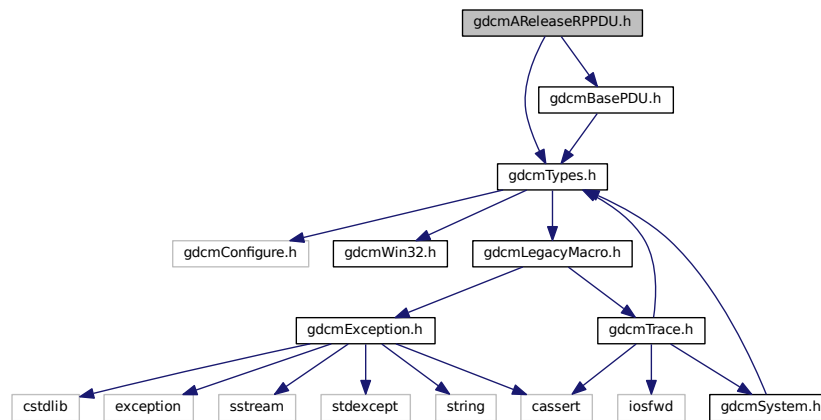 gdcmAReleaseRPPDU.h
gdcmBasePDU.h
gdcmTypes.h
gdcmConfigure.h
gdcmWin32.h
gdcmLegacyMacro.h
gdcmException.h
gdcmTrace.h
cstdlib
exception
sstream
stdexcept
string
cassert
iosfwd
gdcmSystem.h